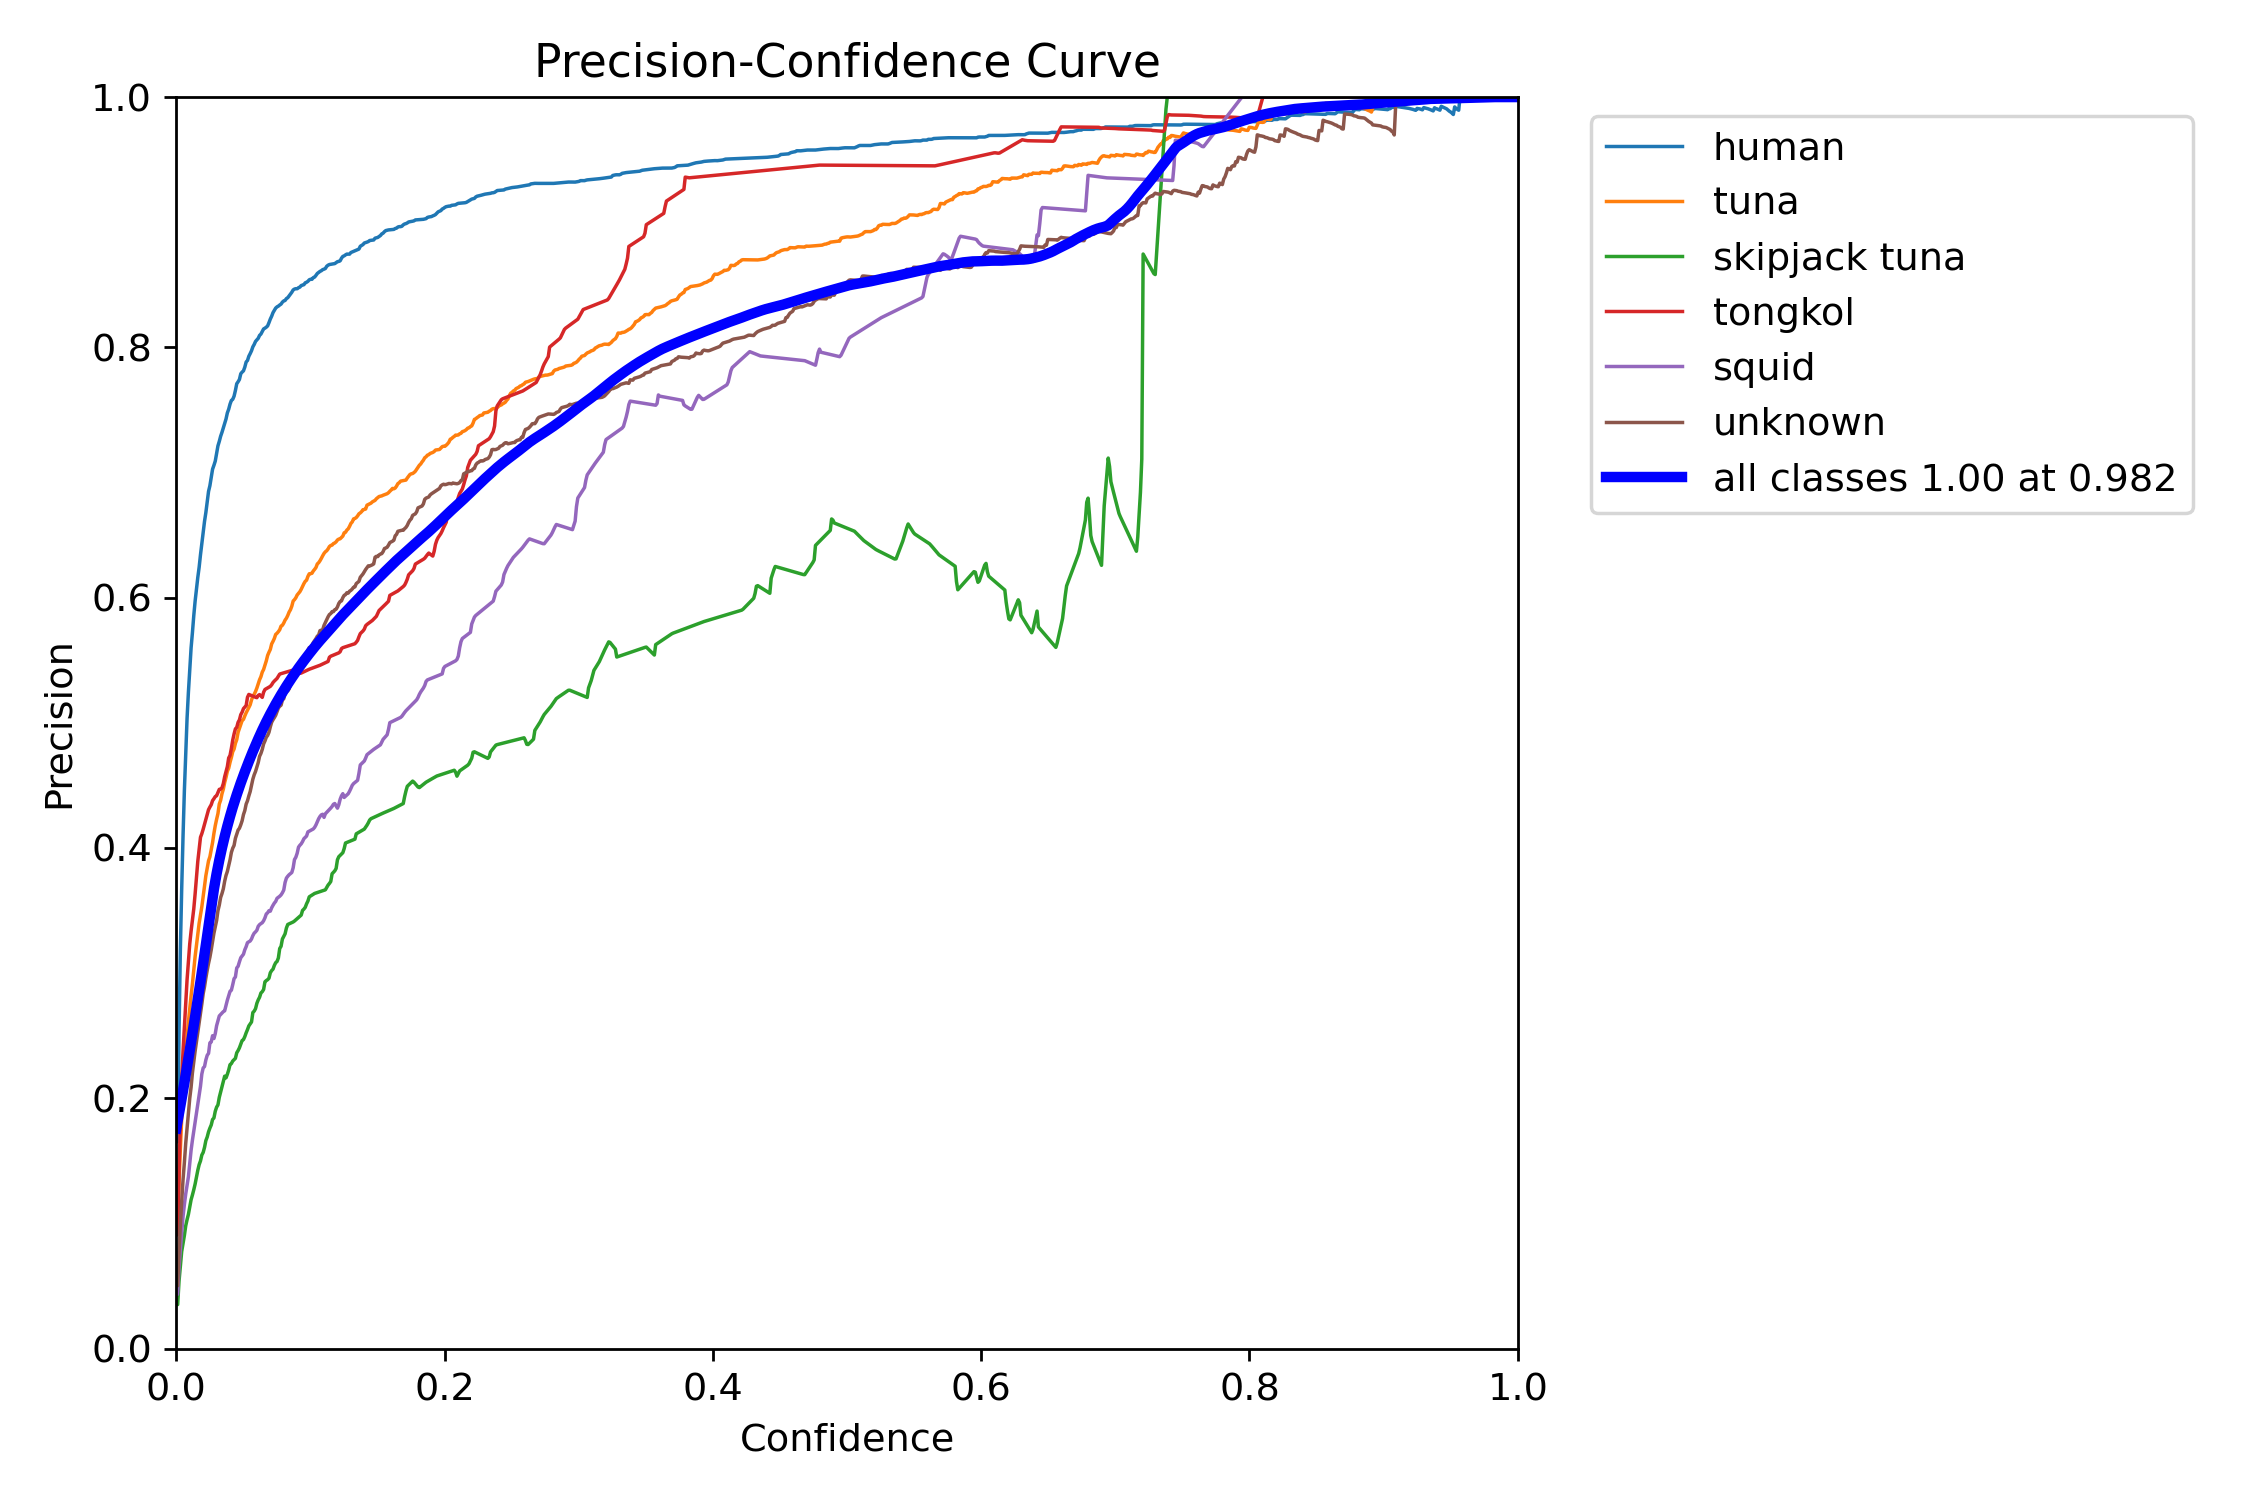 Precision-Confidence Curve
1.0
0.8
0.6
0.4
0.2
0.0
Precision
0.0 0.2 0.4 0.6 0.8 1.0
Confidence
human
tuna
skipjack tuna
tongkol
squid
unknown
all classes 1.00 at 0.982